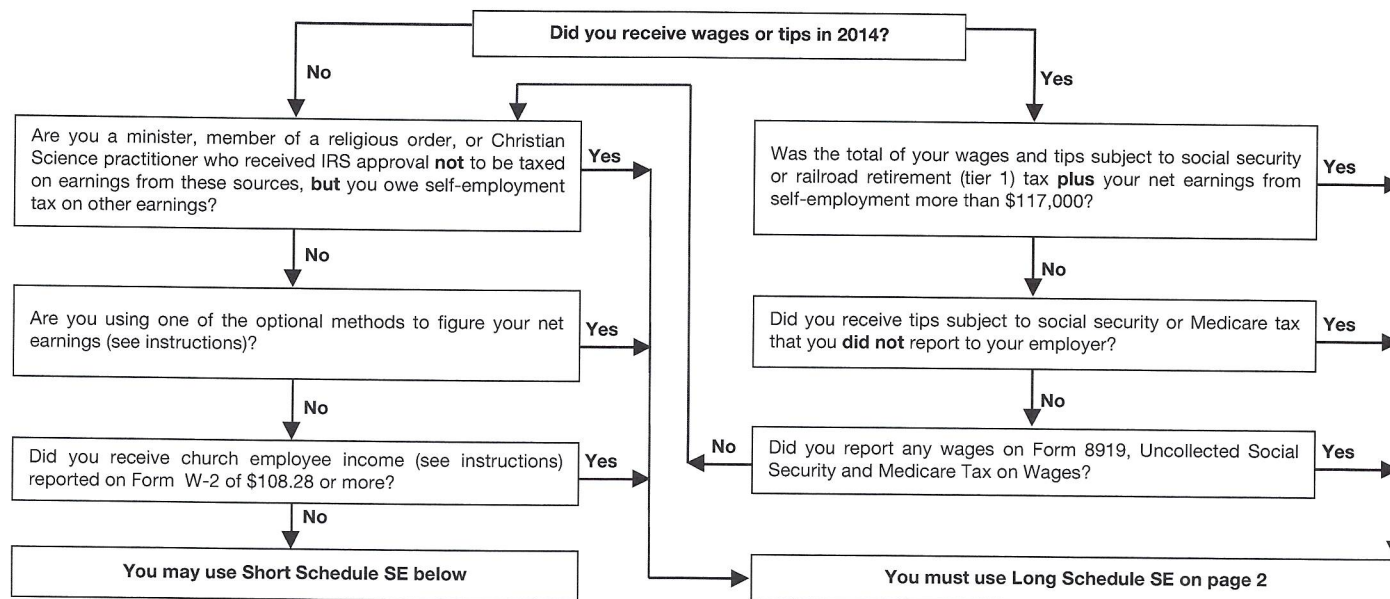 Did you receive wages or tips in 2014?
No
Yes
Are you a minister, member of a religious order, or Christian
Science practitioner who received IRS approval not to be taxed
on earnings from these sources, but you owe self-employment
tax on other earnings?
Yes
Was the total of your wages and tips subject to social security
or railroad retirement (tier 1) tax plus your net earnings from
self-employment more than $117,000?
Yes
No
No
Are you using one of the optional methods to figure your net
earnings (see instructions)?
Yes
Did you receive tips subject to social security or Medicare tax
that you did not report to your employer?
Yes
No
No
Did you receive church employee income (see instructions)
reported on Form W-2 of $108.28 or more?
Yes
No
Did you report any wages on Form 8919, Uncollected Social
Security and Medicare Tax on Wages?
Yes
No
You may use Short Schedule SE below
You must use Long Schedule SE on page 2